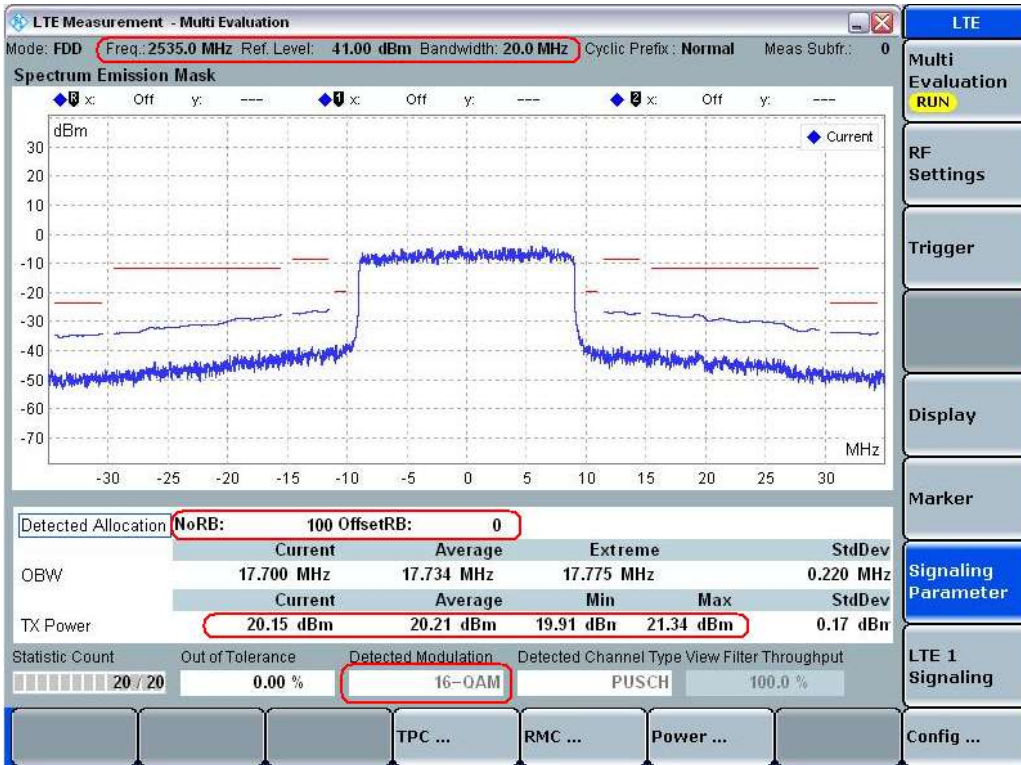 LTE Measurement - Multi Evaluation
LTE
Mode: FDD Freq.: 2535.0 MHz Ref. Level: 41.00 dBm Bandwidth: 20.0 MHz Cyclic Prefix : Normal Meas Subfr.: 0
Spectrum Emission Mask
R x: Off y: --- 1 x: Off y: --- 2 x: Off y: ---
dBm
Current
30
20
10
0
-10
-20
-30
-40
-50
-60
-70
MHz
-30 -25 -20 -15 -10 -5 0 5 10 15 20 25 30
Detected Allocation NoRB: 100 OffsetRB: 0
Current Average Extreme StdDev
OBW 17.700 MHz 17.734 MHz 17.775 MHz 0.220 MHz
Current Average Min Max StdDev
TX Power 20.15 dBm 20.21 dBm 19.91 dBm 21.34 dBm 0.17 dBm
Statistic Count Out of Tolerance Detected Modulation Detected Channel Type View Filter Throughput
20 / 20 0.00 % 16-QAM PUSCH 100.0 %
Multi
Evaluation
RUN
RF
Settings
Trigger
Display
Marker
Signaling
Parameter
LTE 1
Signaling
TPC ... RMC ... Power ... Config ...